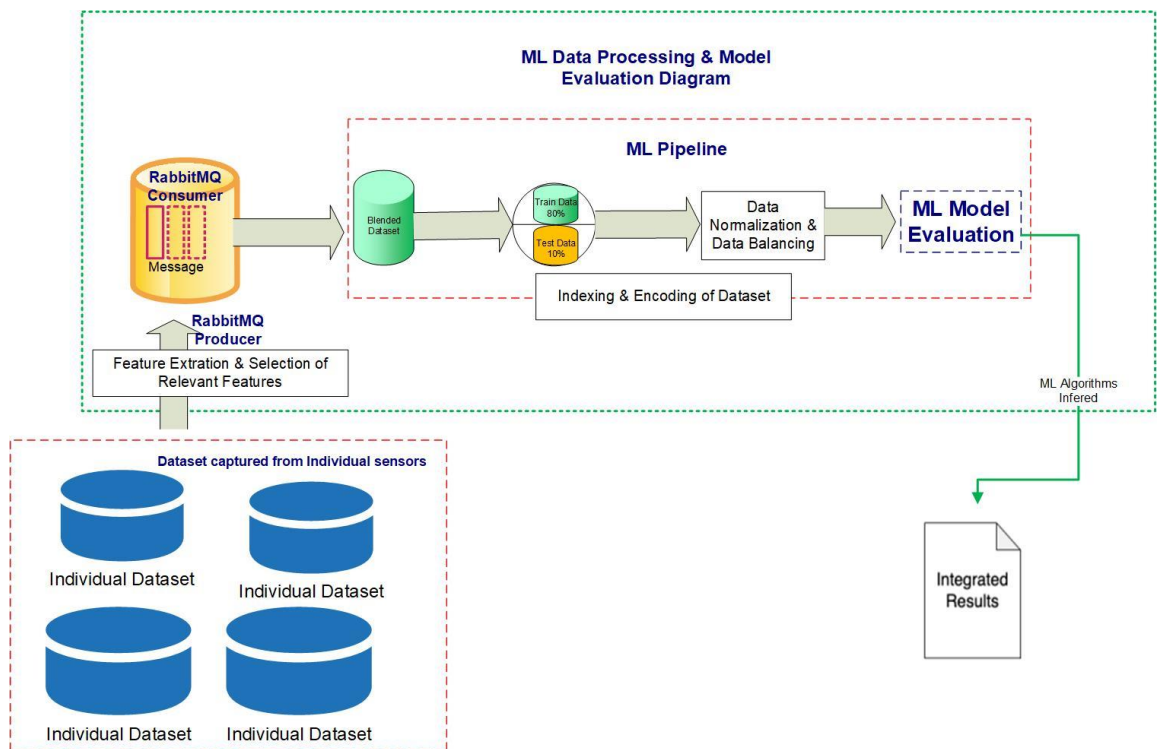 ML Data Processing & Model
Evaluation Diagram
ML Pipeline
RabbitMQ
Consumer
Message
Blended
Dataset
Train Data
80%
Test Data
10%
Data
Normalization &
Data Balancing
ML Model
Evaluation
Indexing & Encoding of Dataset
RabbitMQ
Producer
Feature Extration & Selection of
Relevant Features
ML Algorithms
Infered
Dataset captured from Individual sensors
Individual Dataset
Individual Dataset
Individual Dataset
Individual Dataset
Integrated
Results